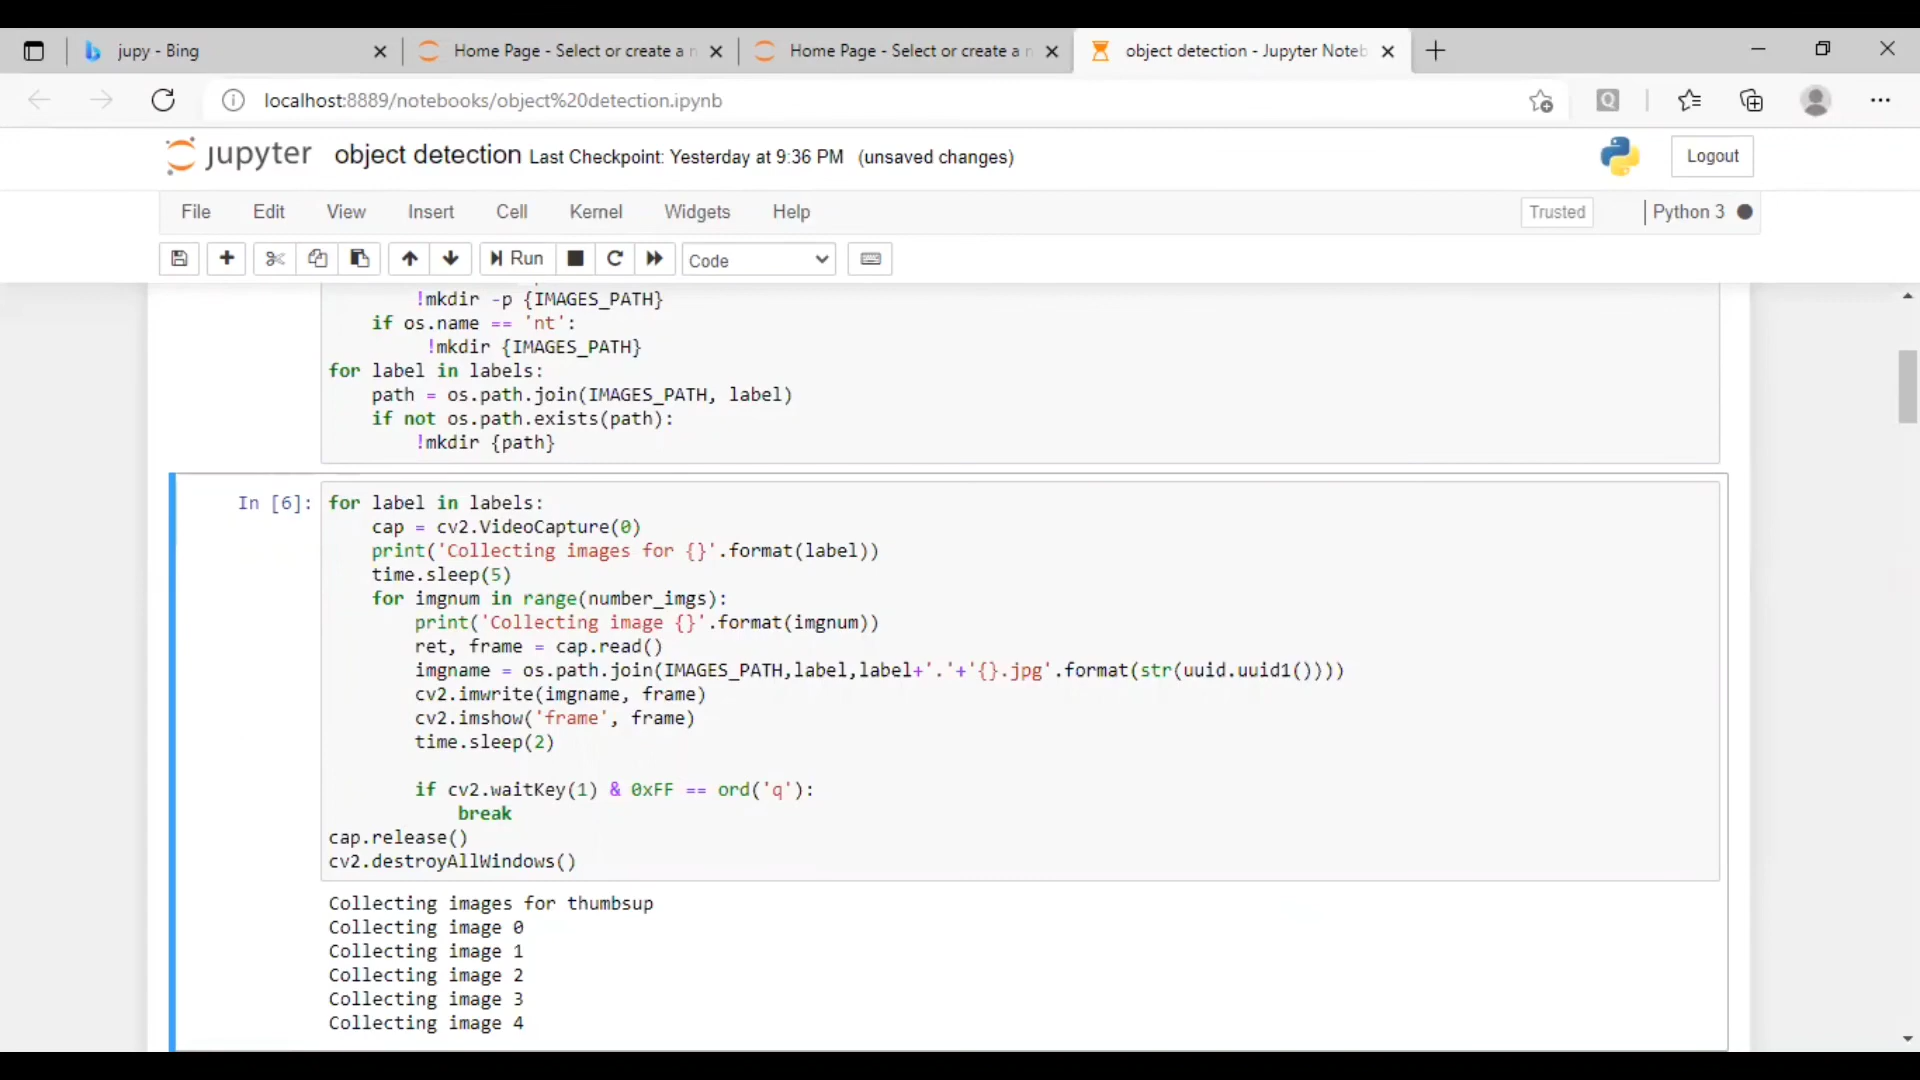 jupy - Bing
Home Page - Select or create a n
Home Page - Select or create a n
object detection - Jupyter Noteb
localhost:8889/notebooks/object%20detection.ipynb
jupyter object detection Last Checkpoint: Yesterday at 9:36 PM (unsaved changes)
Logout
File Edit View Insert Cell Kernel Widgets Help
Trusted
Python 3
Run
Code
!mkdir -p {IMAGES_PATH}
if os.name == 'nt':
!mkdir {IMAGES_PATH}
for label in labels:
path = os.path.join(IMAGES_PATH, label)
if not os.path.exists(path):
!mkdir {path}
In [6]:
for label in labels:
cap = cv2.VideoCapture(0)
print('Collecting images for {}'.format(label))
time.sleep(5)
for imgnum in range(number_imgs):
print('Collecting image {}'.format(imgnum))
ret, frame = cap.read()
imgname = os.path.join(IMAGES_PATH,label,label+'.'+'{}.jpg'.format(str(uuid.uuid1())))
cv2.imwrite(imgname, frame)
cv2.imshow('frame', frame)
time.sleep(2)
if cv2.waitKey(1) & 0xFF == ord('q'):
break
cap.release()
cv2.destroyAllWindows()
Collecting images for thumbsup
Collecting image 0
Collecting image 1
Collecting image 2
Collecting image 3
Collecting image 4